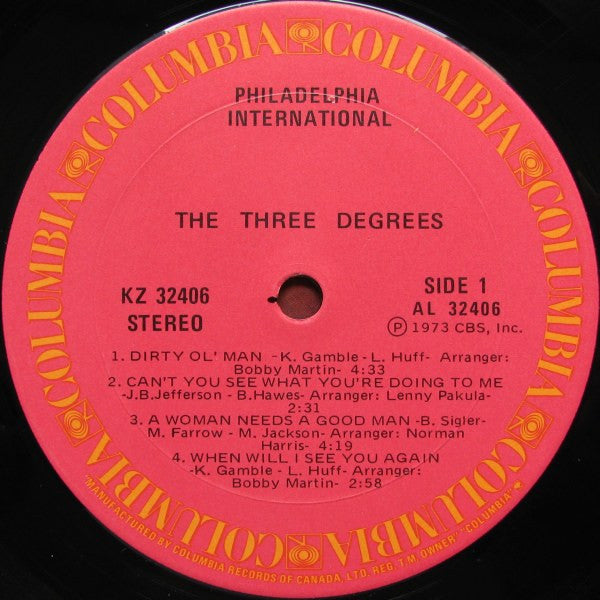 COLUMBIA COLUMBIA COLUMBIA COLUMBIA COLUMBIA COLUMBIA
PHILADELPHIA
INTERNATIONAL
THE THREE DEGREES
KZ 32406
STEREO
SIDE 1
AL 32406
Ⓟ 1973 CBS, Inc.
1. DIRTY OL' MAN -K. Gamble - L. Huff- Arranger:
Bobby Martin- 4:33
2. CAN'T YOU SEE WHAT YOU'RE DOING TO ME
-J.B.Jefferson - B.Hawes- Arranger: Lenny Pakula-
2:31
3. A WOMAN NEEDS A GOOD MAN -B. Sigler-
M. Farrow - M. Jackson- Arranger: Norman
Harris- 4:19
4. WHEN WILL I SEE YOU AGAIN
-K. Gamble - L. Huff- Arranger:
Bobby Martin- 2:58
"MANUFACTURED BY COLUMBIA RECORDS OF CANADA, LTD. REG. T.M. OWNER" "COLUMBIA"